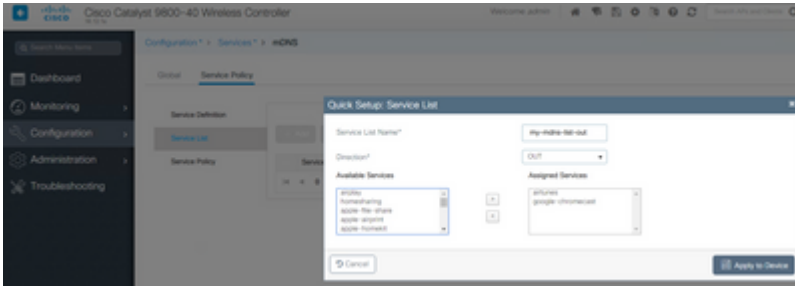 cisco
Cisco Catalyst 9800-40 Wireless Controller
Welcome admin
Search Menu Items
Dashboard
Monitoring
Configuration
Administration
Troubleshooting
Configuration > Services > mDNS
Global Service Policy
Service Definition
Service List
Service Policy
Service
Quick Setup: Service List
Service List Name*
my-mdns-list-out
Direction*
OUT
Available Services
Assigned Services
airplay
homesharing
apple-file-share
apple-airprint
apple-homekit
airtunes
google-chromecast
Cancel
Apply to Device